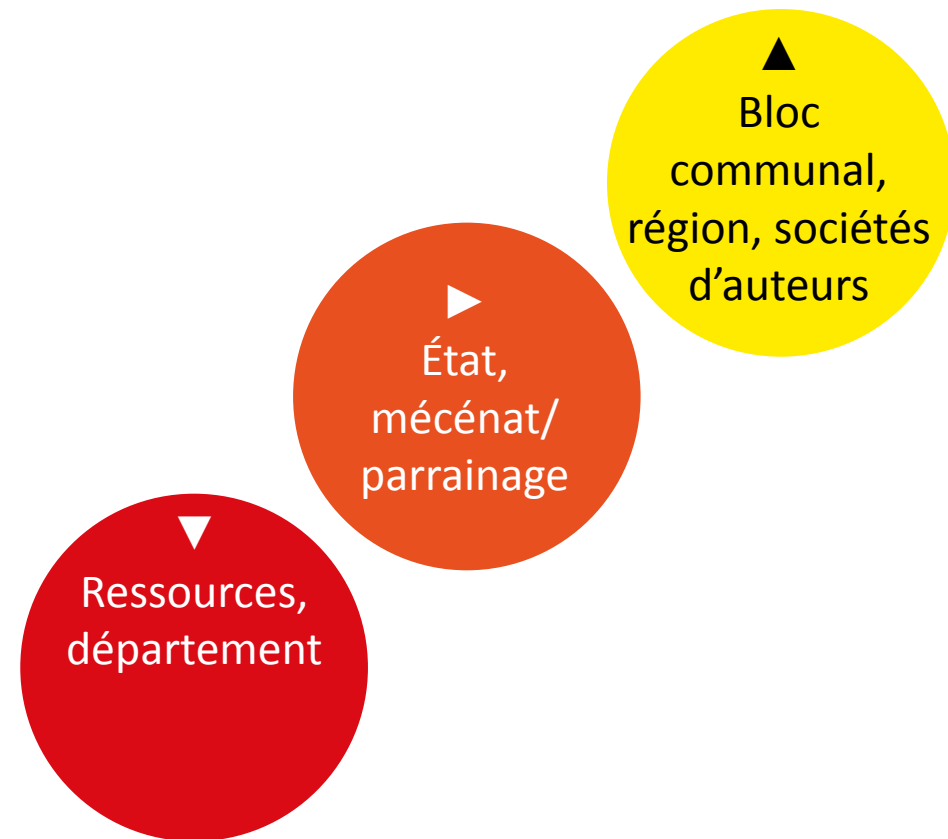 ▲
Bloc
communal,
région, sociétés
d’auteurs
►
État,
mécénat/
parrainage
▼
Ressources,
département